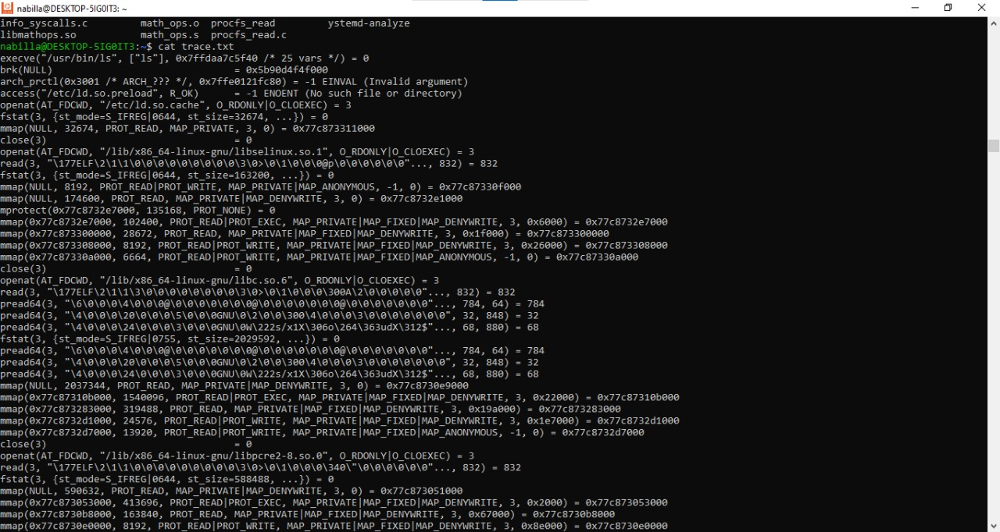 nabilla@DESKTOP-5IG0IT3: ~
info_syscalls.c         math_ops.o  procfs_read         ystemd-analyze
libmathops.so           math_ops.s  procfs_read.c
nabilla@DESKTOP-5IG0IT3:~$ cat trace.txt
execve("/usr/bin/ls", ["ls"], 0x7ffdaa7c5f40 /* 25 vars */) = 0
brk(NULL)                               = 0x5b90d4f4f000
arch_prctl(0x3001 /* ARCH_??? */, 0x7ffe0121fc80) = -1 EINVAL (Invalid argument)
access("/etc/ld.so.preload", R_OK)      = -1 ENOENT (No such file or directory)
openat(AT_FDCWD, "/etc/ld.so.cache", O_RDONLY|O_CLOEXEC) = 3
fstat(3, {st_mode=S_IFREG|0644, st_size=32674, ...}) = 0
mmap(NULL, 32674, PROT_READ, MAP_PRIVATE, 3, 0) = 0x77c873311000
close(3)                                = 0
openat(AT_FDCWD, "/lib/x86_64-linux-gnu/libselinux.so.1", O_RDONLY|O_CLOEXEC) = 3
read(3, "\177ELF\2\1\1\0\0\0\0\0\0\0\0\0\3\0>\0\1\0\0\0@p\0\0\0\0\0\0"..., 832) = 832
fstat(3, {st_mode=S_IFREG|0644, st_size=163200, ...}) = 0
mmap(NULL, 8192, PROT_READ|PROT_WRITE, MAP_PRIVATE|MAP_ANONYMOUS, -1, 0) = 0x77c87330f000
mmap(NULL, 174600, PROT_READ, MAP_PRIVATE|MAP_DENYWRITE, 3, 0) = 0x77c8732e1000
mprotect(0x77c8732e7000, 135168, PROT_NONE) = 0
mmap(0x77c8732e7000, 102400, PROT_READ|PROT_EXEC, MAP_PRIVATE|MAP_FIXED|MAP_DENYWRITE, 3, 0x6000) = 0x77c8732e7000
mmap(0x77c873300000, 28672, PROT_READ, MAP_PRIVATE|MAP_FIXED|MAP_DENYWRITE, 3, 0x1f000) = 0x77c873300000
mmap(0x77c873308000, 8192, PROT_READ|PROT_WRITE, MAP_PRIVATE|MAP_FIXED|MAP_DENYWRITE, 3, 0x26000) = 0x77c873308000
mmap(0x77c87330a000, 6664, PROT_READ|PROT_WRITE, MAP_PRIVATE|MAP_FIXED|MAP_ANONYMOUS, -1, 0) = 0x77c87330a000
close(3)                                = 0
openat(AT_FDCWD, "/lib/x86_64-linux-gnu/libc.so.6", O_RDONLY|O_CLOEXEC) = 3
read(3, "\177ELF\2\1\1\3\0\0\0\0\0\0\0\0\3\0>\0\1\0\0\0\300A\2\0\0\0\0\0"..., 832) = 832
pread64(3, "\6\0\0\0\4\0\0\0@\0\0\0\0\0\0\0@\0\0\0\0\0\0\0@\0\0\0\0\0\0\0"..., 784, 64) = 784
pread64(3, "\4\0\0\0\20\0\0\0\5\0\0\0GNU\0\2\0\0\300\4\0\0\0\3\0\0\0\0\0\0\0", 32, 848) = 32
pread64(3, "\4\0\0\0\24\0\0\0\3\0\0\0GNU\0W\222s/x1X\306o\264\363udX\312$"..., 68, 880) = 68
fstat(3, {st_mode=S_IFREG|0755, st_size=2029592, ...}) = 0
pread64(3, "\6\0\0\0\4\0\0\0@\0\0\0\0\0\0\0@\0\0\0\0\0\0\0@\0\0\0\0\0\0\0"..., 784, 64) = 784
pread64(3, "\4\0\0\0\20\0\0\0\5\0\0\0GNU\0\2\0\0\300\4\0\0\0\3\0\0\0\0\0\0\0", 32, 848) = 32
pread64(3, "\4\0\0\0\24\0\0\0\3\0\0\0GNU\0W\222s/x1X\306o\264\363udX\312$"..., 68, 880) = 68
mmap(NULL, 2037344, PROT_READ, MAP_PRIVATE|MAP_DENYWRITE, 3, 0) = 0x77c8730e9000
mmap(0x77c87310b000, 1540096, PROT_READ|PROT_EXEC, MAP_PRIVATE|MAP_FIXED|MAP_DENYWRITE, 3, 0x22000) = 0x77c87310b000
mmap(0x77c873283000, 319488, PROT_READ, MAP_PRIVATE|MAP_FIXED|MAP_DENYWRITE, 3, 0x19a000) = 0x77c873283000
mmap(0x77c8732d1000, 24576, PROT_READ|PROT_WRITE, MAP_PRIVATE|MAP_FIXED|MAP_DENYWRITE, 3, 0x1e7000) = 0x77c8732d1000
mmap(0x77c8732d7000, 13920, PROT_READ|PROT_WRITE, MAP_PRIVATE|MAP_FIXED|MAP_ANONYMOUS, -1, 0) = 0x77c8732d7000
close(3)                                = 0
openat(AT_FDCWD, "/lib/x86_64-linux-gnu/libpcre2-8.so.0", O_RDONLY|O_CLOEXEC) = 3
read(3, "\177ELF\2\1\1\0\0\0\0\0\0\0\0\0\3\0>\0\1\0\0\0\340\"\0\0\0\0\0\0"..., 832) = 832
fstat(3, {st_mode=S_IFREG|0644, st_size=588488, ...}) = 0
mmap(NULL, 590632, PROT_READ, MAP_PRIVATE|MAP_DENYWRITE, 3, 0) = 0x77c873051000
mmap(0x77c873053000, 413696, PROT_READ|PROT_EXEC, MAP_PRIVATE|MAP_FIXED|MAP_DENYWRITE, 3, 0x2000) = 0x77c873053000
mmap(0x77c8730b8000, 163840, PROT_READ, MAP_PRIVATE|MAP_FIXED|MAP_DENYWRITE, 3, 0x67000) = 0x77c8730b8000
mmap(0x77c8730e0000, 8192, PROT_READ|PROT_WRITE, MAP_PRIVATE|MAP_FIXED|MAP_DENYWRITE, 3, 0x8e000) = 0x77c8730e0000